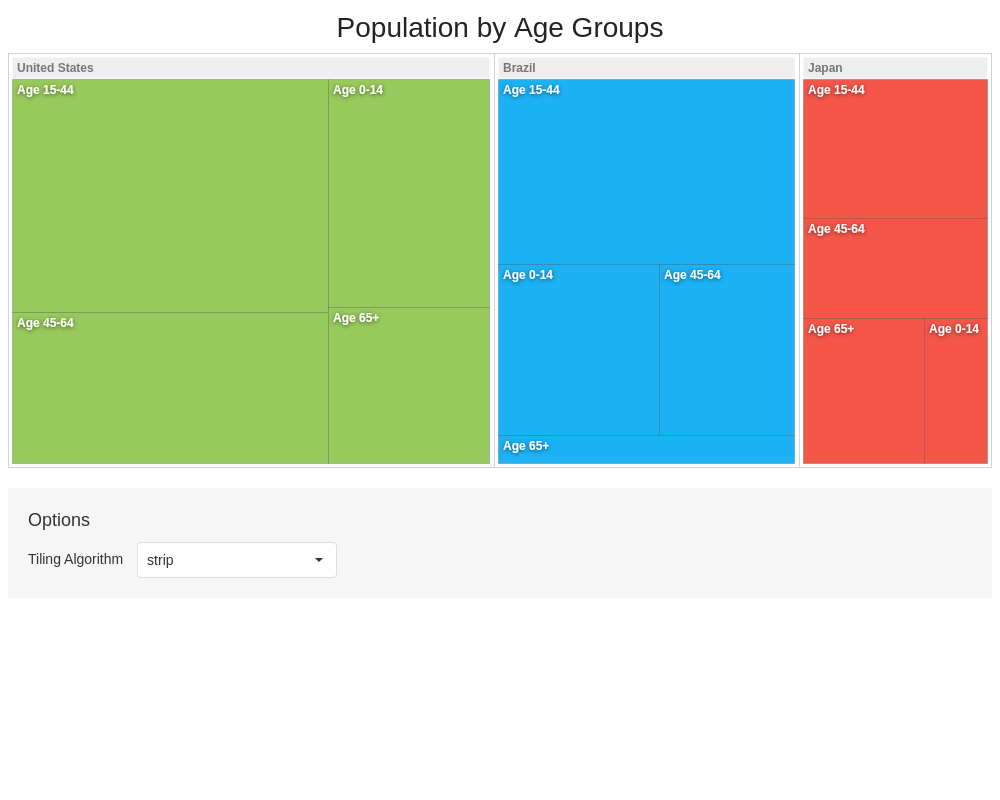 Population by Age Groups
United States
Age 15-44
Age 0-14
Age 45-64
Age 65+
Brazil
Age 15-44
Age 0-14
Age 45-64
Age 65+
Japan
Age 15-44
Age 45-64
Age 65+
Age 0-14
Options
Tiling Algorithm
strip